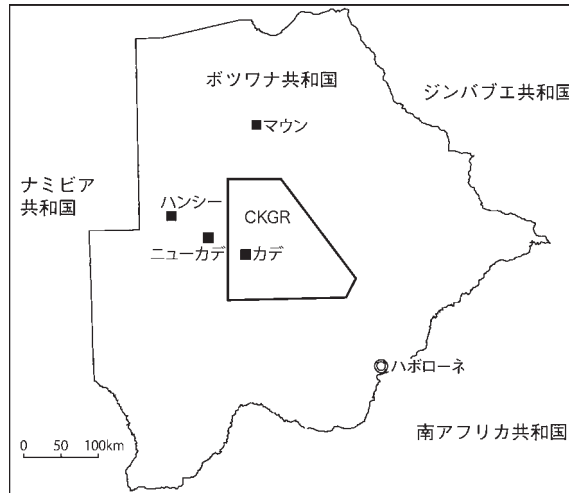 ボツワナ共和国
ジンバブエ共和国
マウン
ナミビア
共和国
ハンシー
CKGR
ニューカデ
カデ
ハボローネ
南アフリカ共和国
0 50 100km